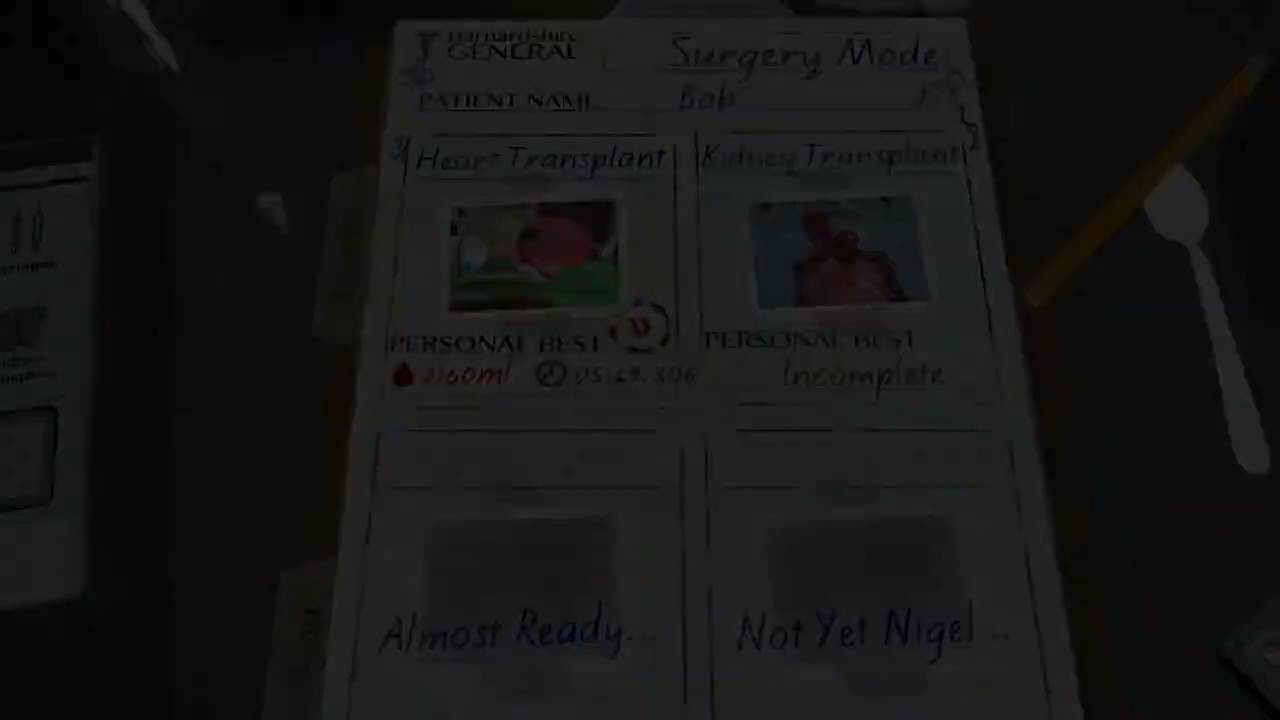 GENERAL
Surgery Mode
PATIENT NAME Bob
Heart Transplant
Kidney Transplant
PERSONAL BEST
PERSONAL BEST
Incomplete
Almost Ready...
Not Yet Nigel ...